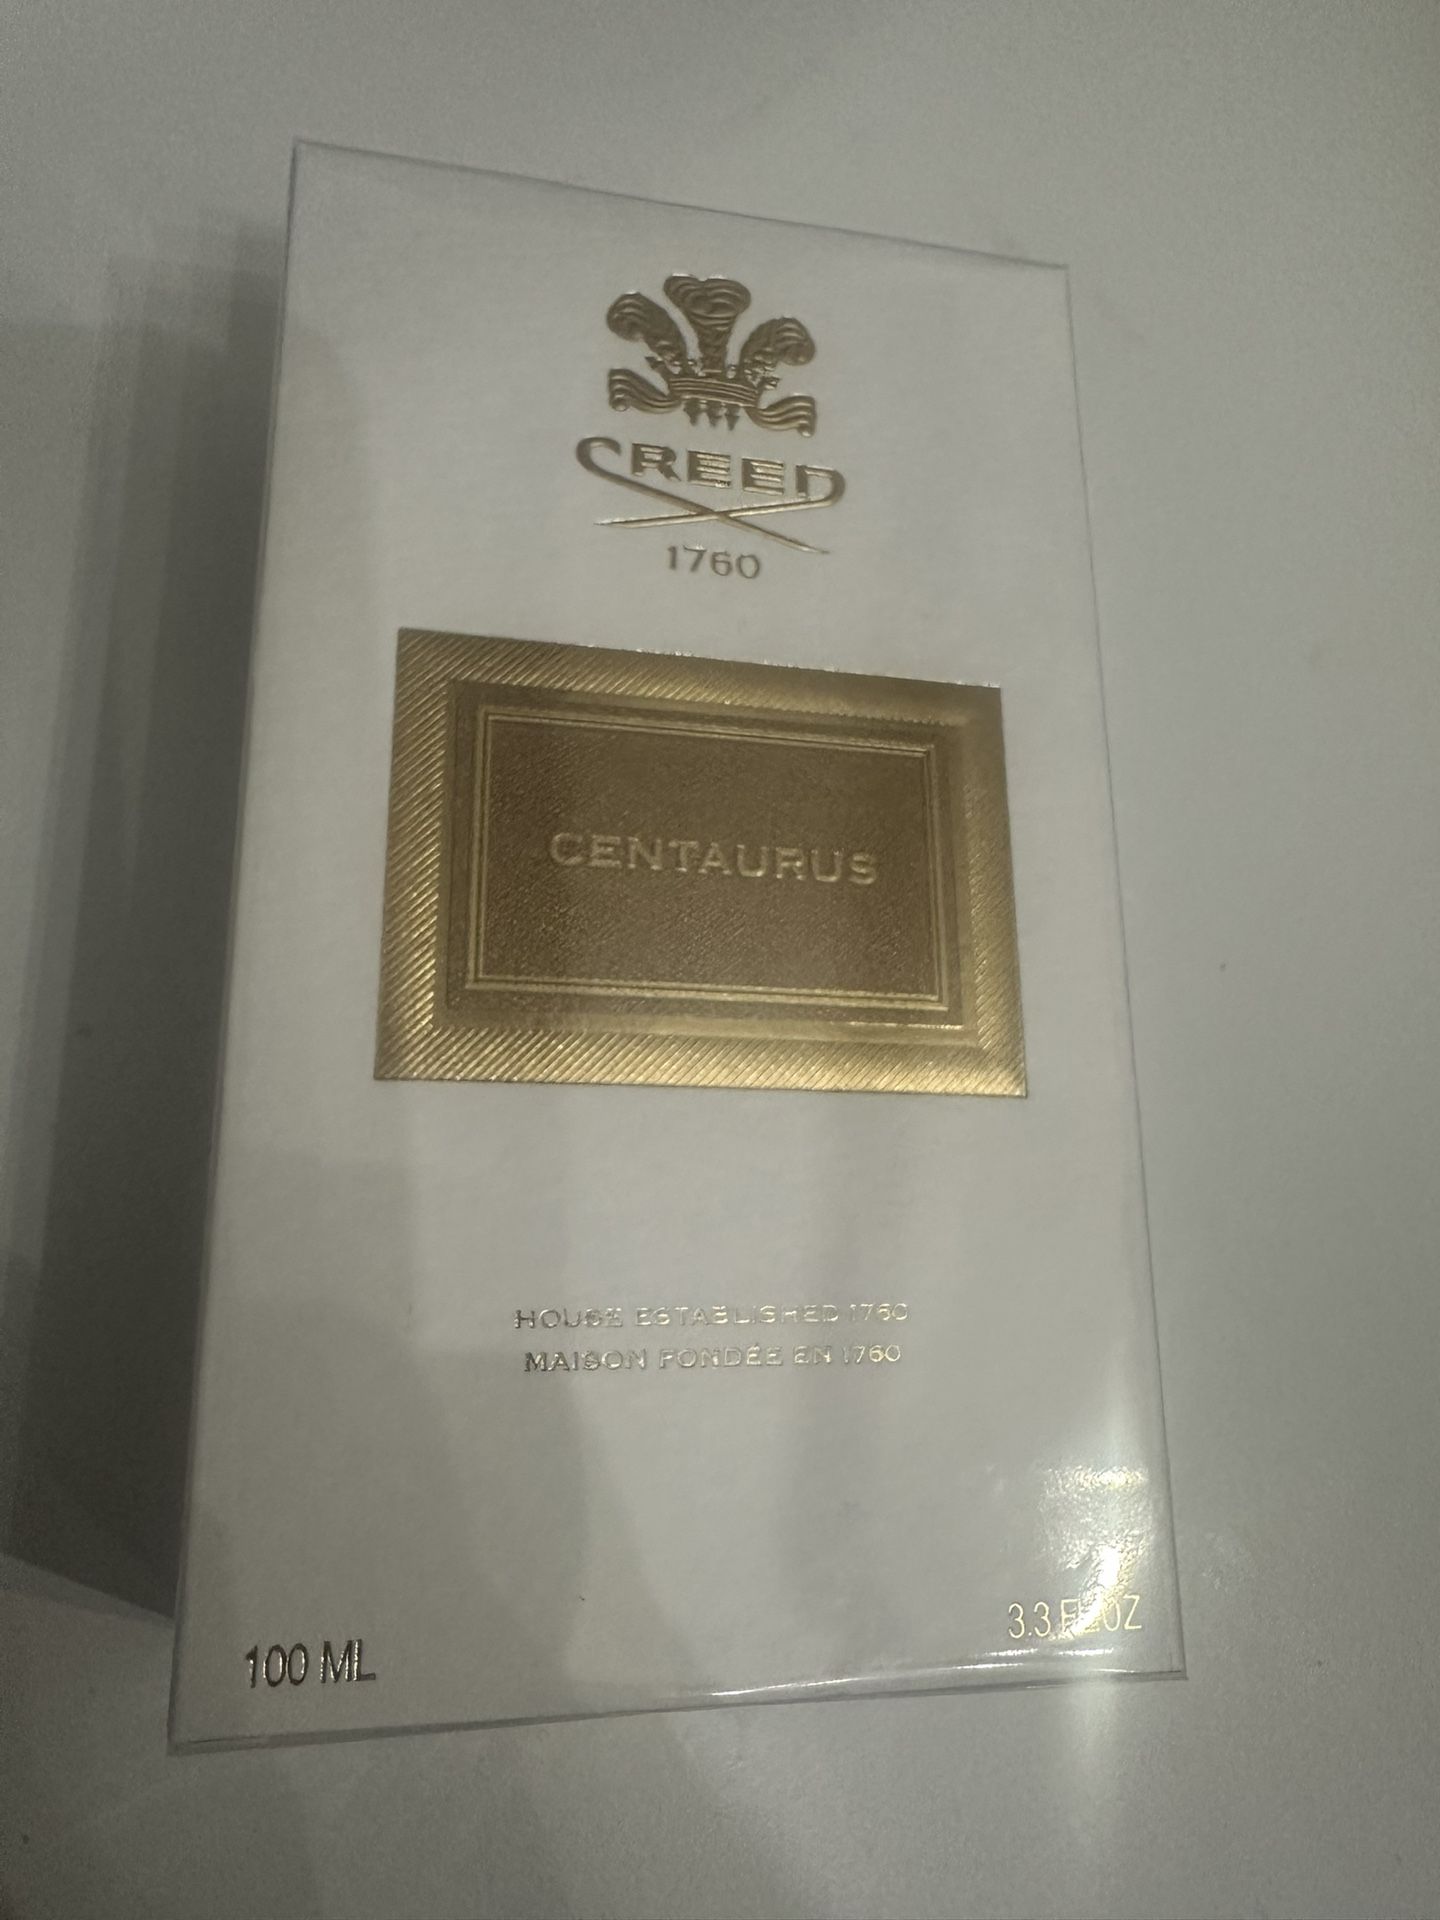 CREED
1760
CENTAURUS
HOUSE ESTABLISHED 1760
MAISON FONDÉE EN 1760
100 ML
3.3 FL OZ